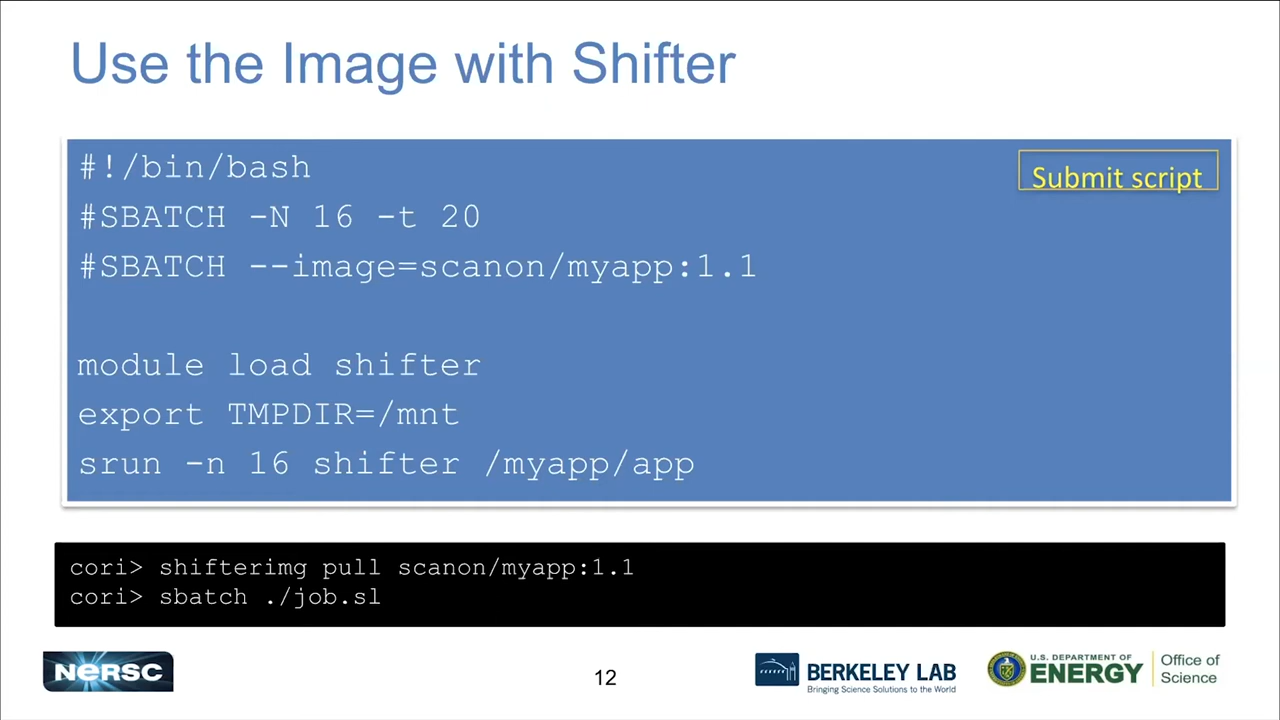 Use the Image with Shifter
#!/bin/bash
Submit script
#SBATCH -N 16 -t 20
#SBATCH --image=scanon/myapp:1.1
module load shifter
export TMPDIR=/mnt
srun -n 16 shifter /myapp/app
cori> shifterimg pull scanon/myapp:1.1
cori> sbatch ./job.sl
NERSC
12
BERKELEY LAB
Bringing Science Solutions to the World
U.S. DEPARTMENT OF
ENERGY
Office of
Science